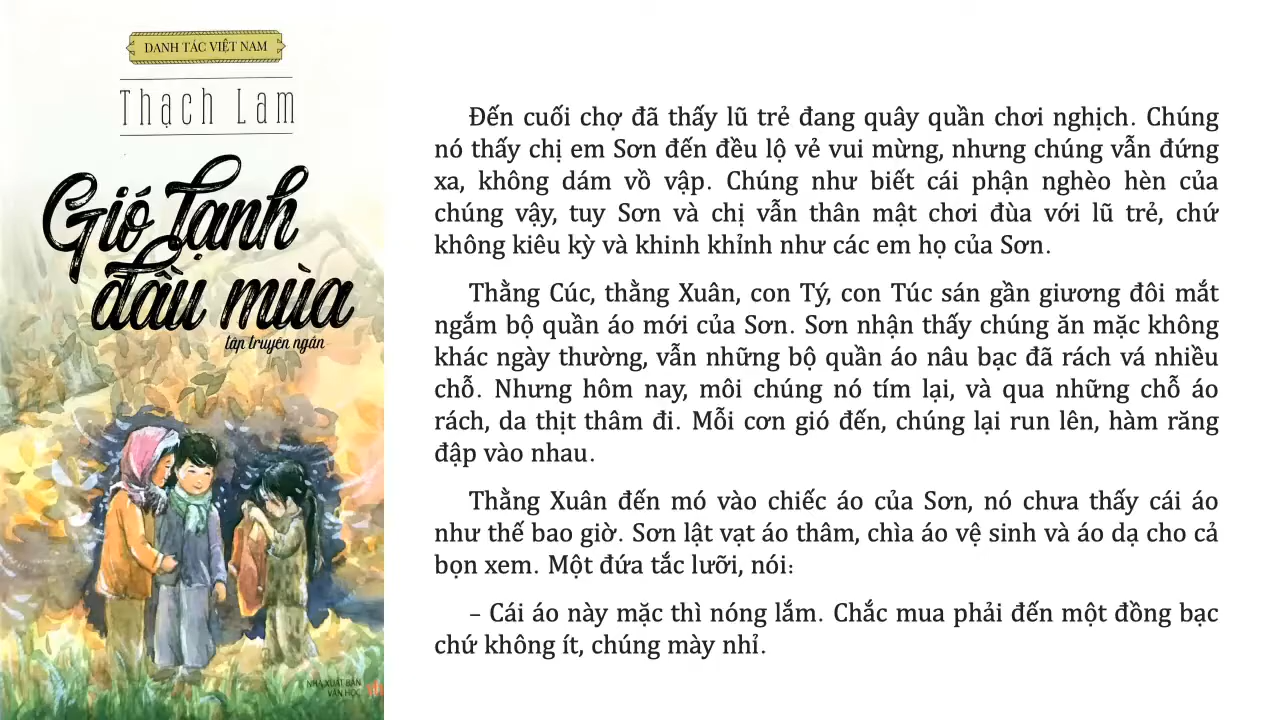 DANH TÁC VIỆT NAM
Thạch Lam
Gió lạnh
đầu mùa
tập truyện ngắn
NHÀ XUẤT BẢN
VĂN HỌC
Đến cuối chợ đã thấy lũ trẻ đang quây quần chơi nghịch. Chúng
nó thấy chị em Sơn đến đều lộ vẻ vui mừng, nhưng chúng vẫn đứng
xa, không dám vồ vập. Chúng như biết cái phận nghèo hèn của
chúng vậy, tuy Sơn và chị vẫn thân mật chơi đùa với lũ trẻ, chứ
không kiêu kỳ và khinh khỉnh như các em họ của Sơn.
Thằng Cúc, thằng Xuân, con Tý, con Túc sán gần giương đôi mắt
ngắm bộ quần áo mới của Sơn. Sơn nhận thấy chúng ăn mặc không
khác ngày thường, vẫn những bộ quần áo nâu bạc đã rách vá nhiều
chỗ. Nhưng hôm nay, môi chúng nó tím lại, và qua những chỗ áo
rách, da thịt thâm đi. Mỗi cơn gió đến, chúng lại run lên, hàm răng
đập vào nhau.
Thằng Xuân đến mó vào chiếc áo của Sơn, nó chưa thấy cái áo
như thế bao giờ. Sơn lật vạt áo thâm, chìa áo vệ sinh và áo dạ cho cả
bọn xem. Một đứa tắc lưỡi, nói:
– Cái áo này mặc thì nóng lắm. Chắc mua phải đến một đồng bạc
chứ không ít, chúng mày nhỉ.